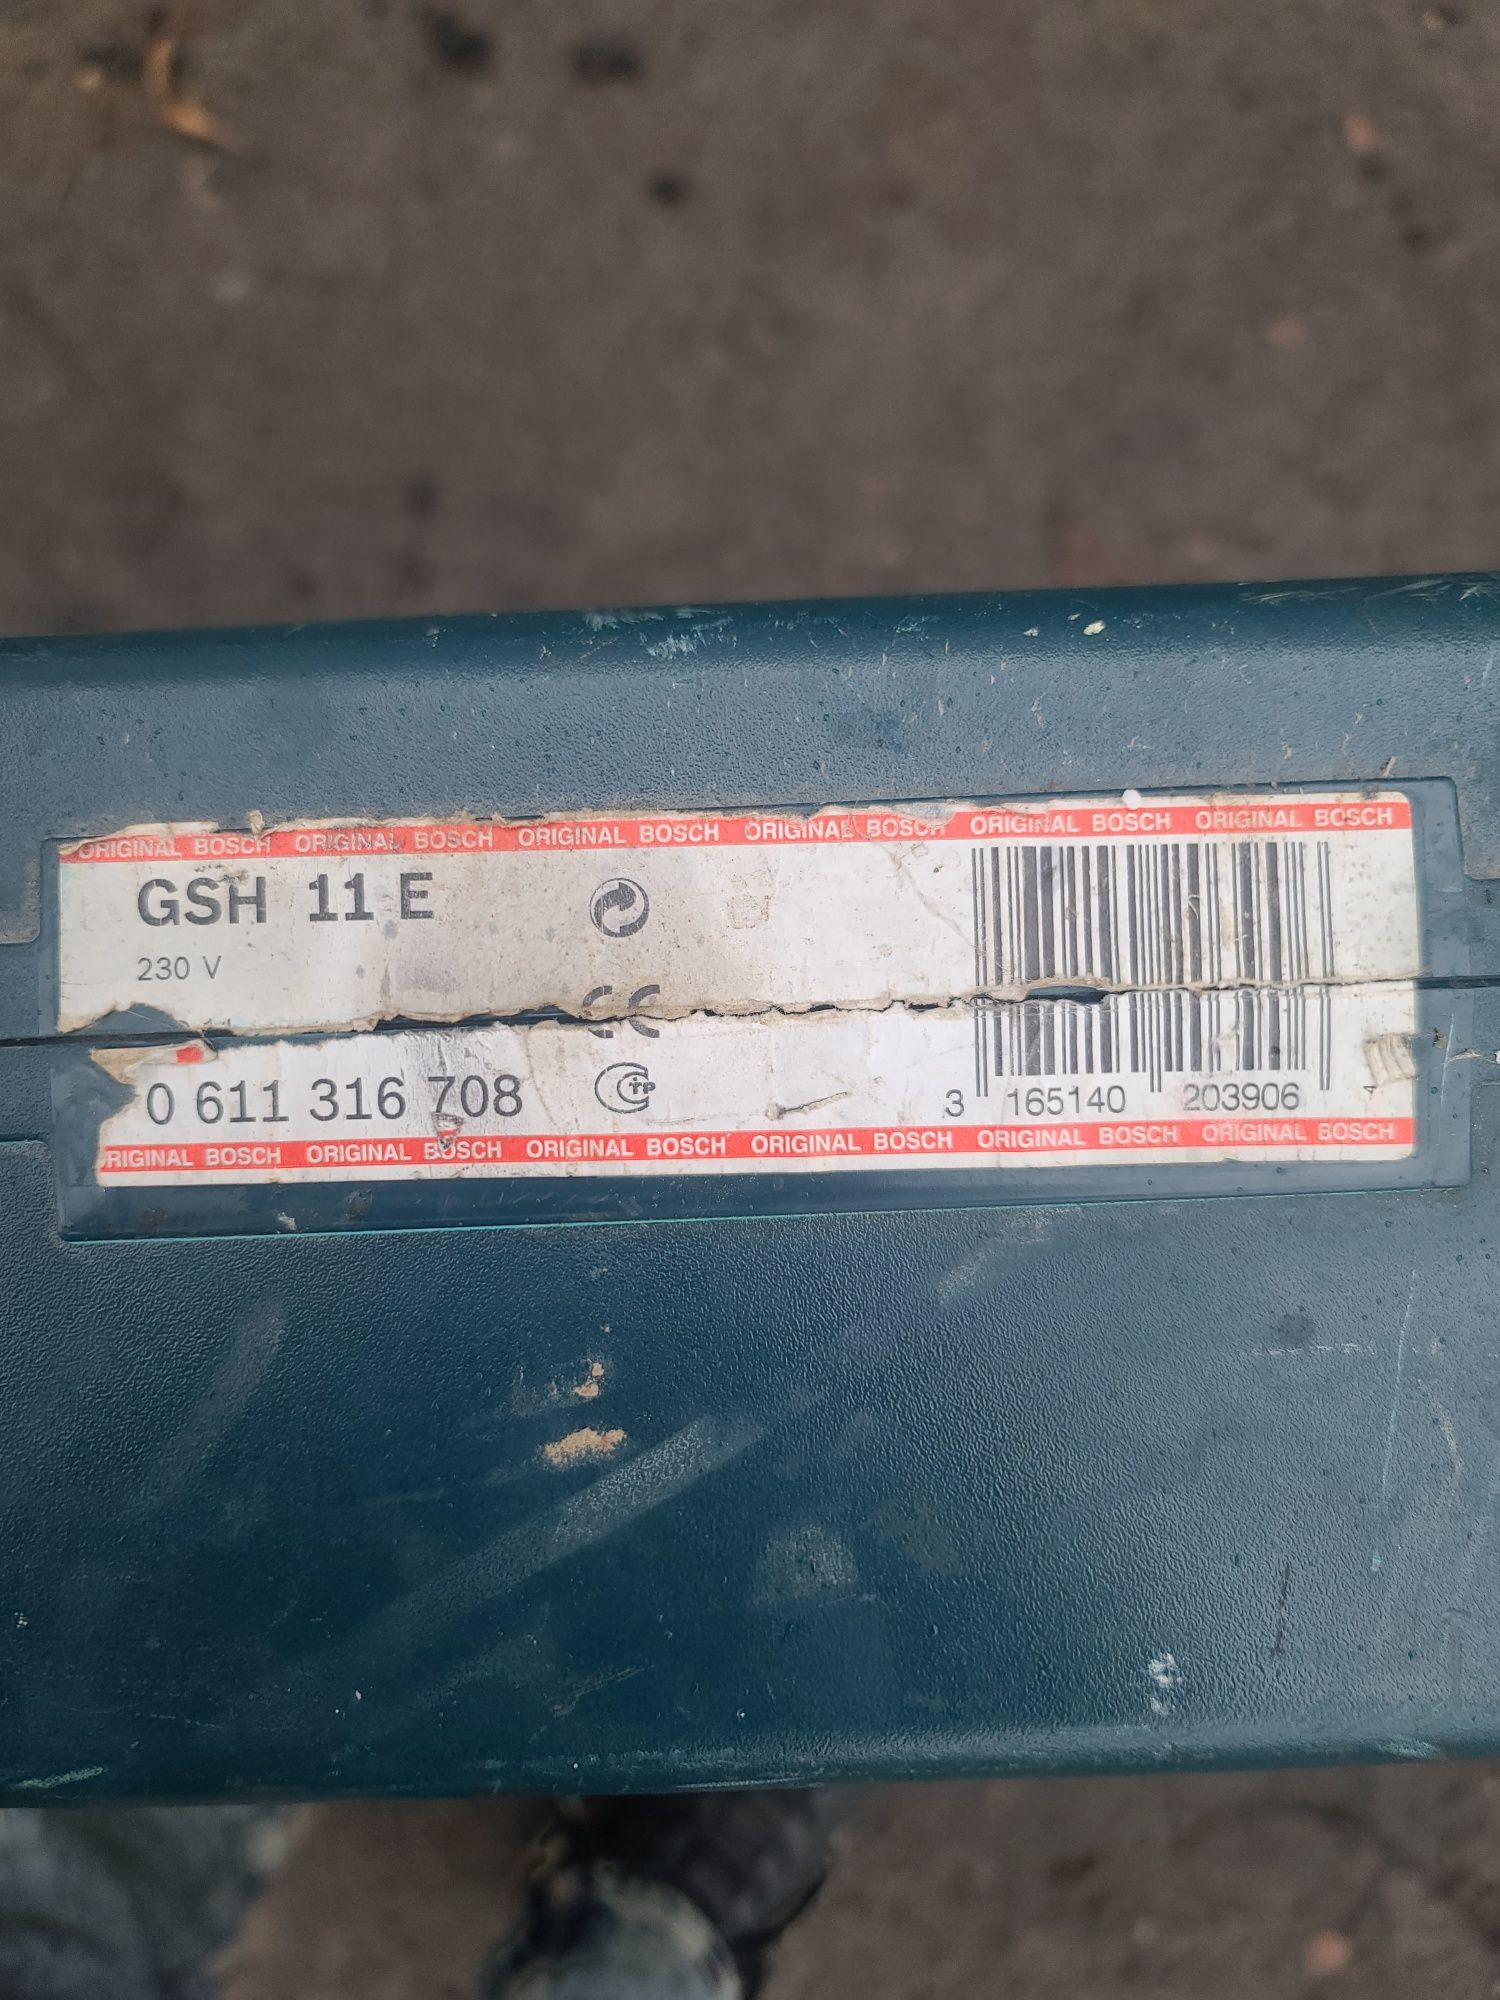 ORIGINAL BOSCH ORIGINAL BOSCH ORIGINAL BOSCH ORIGINAL BOSCH ORIGINAL BOSCH ORIGINAL BOSCH
GSH 11 E
230 V
CE
0 611 316 708
3 165140 203906
RIGINAL BOSCH ORIGINAL BOSCH ORIGINAL BOSCH ORIGINAL BOSCH ORIGINAL BOSCH ORIGINAL BOSCH